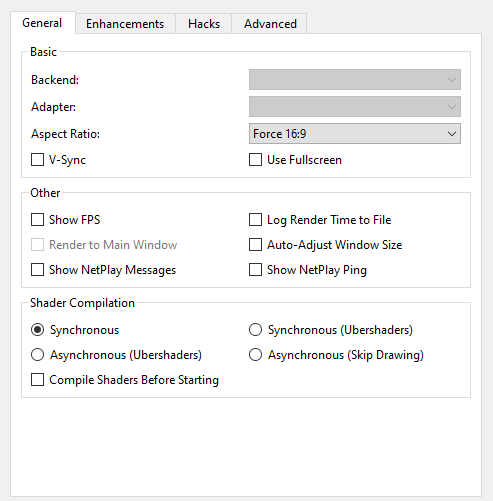 General Enhancements Hacks Advanced
Basic
Backend:
Adapter:
Aspect Ratio: Force 16:9
V-Sync Use Fullscreen
Other
Show FPS Log Render Time to File
Render to Main Window Auto-Adjust Window Size
Show NetPlay Messages Show NetPlay Ping
Shader Compilation
Synchronous Synchronous (Ubershaders)
Asynchronous (Ubershaders) Asynchronous (Skip Drawing)
Compile Shaders Before Starting